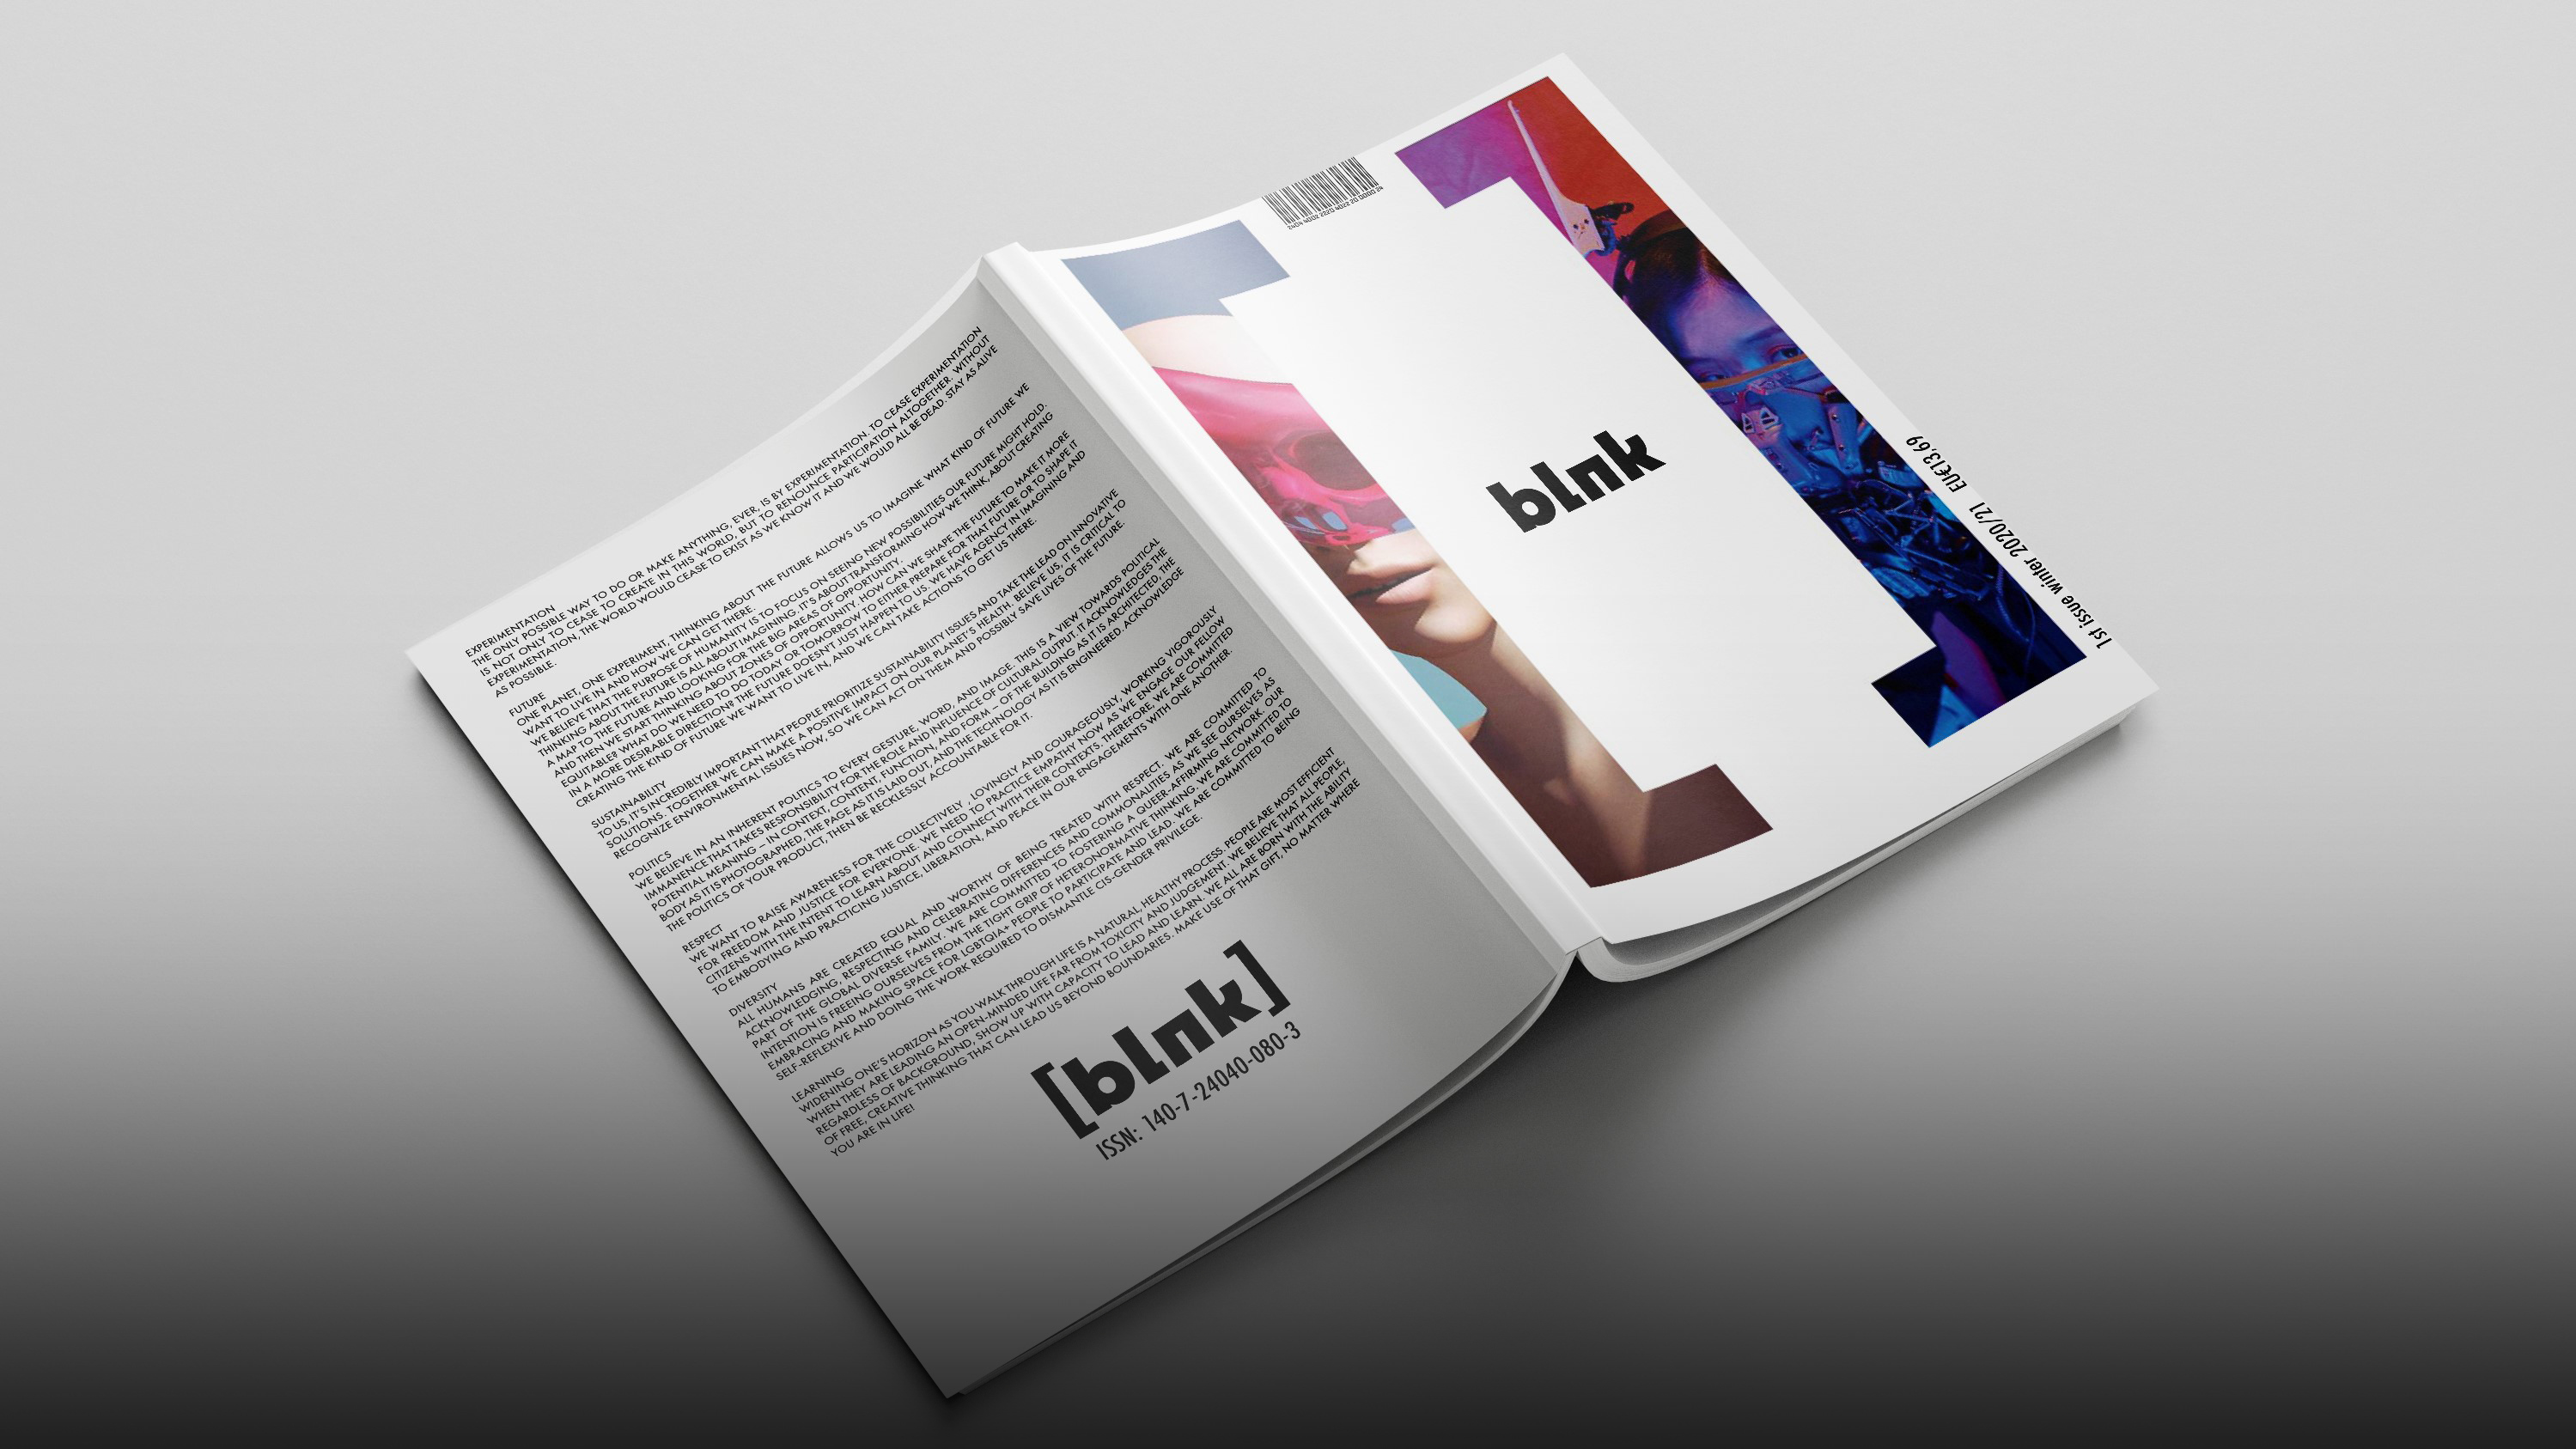 EXPERIMENTATION
THE ONLY POSSIBLE WAY TO DO OR MAKE ANYTHING, EVER, IS BY EXPERIMENTATION. TO CEASE EXPERIMENTATION
IS NOT ONLY TO CEASE TO CREATE IN THIS WORLD, BUT TO RENOUNCE PARTICIPATION ALTOGETHER. WITHOUT
EXPERIMENTATION, THE WORLD WOULD CEASE TO EXIST AS WE KNOW IT AND WE WOULD ALL BE DEAD. STAY AS ALIVE
AS POSSIBLE.
FUTURE
ONE PLANET, ONE EXPERIMENT, THINKING ABOUT THE FUTURE ALLOWS US TO IMAGINE WHAT KIND OF FUTURE WE
WANT TO LIVE IN AND HOW WE CAN GET THERE.
WE BELIEVE THAT THE PURPOSE OF HUMANITY IS TO FOCUS ON SEEING NEW POSSIBILITIES OUR FUTURE MIGHT HOLD.
THINKING ABOUT THE FUTURE IS ALL ABOUT IMAGINING, IT'S ABOUT TRANSFORMING HOW WE THINK, ABOUT CREATING
A MAP TO THE FUTURE AND LOOKING FOR THE BIG AREAS OF OPPORTUNITY.
AND THEN WE START THINKING ABOUT ZONES OF OPPORTUNITY. HOW CAN WE SHAPE THE FUTURE TO MAKE IT MORE
EQUITABLE? WHAT DO WE NEED TO DO TODAY OR TOMORROW TO EITHER PREPARE FOR THAT FUTURE OR TO SHAPE IT
IN A MORE DESIRABLE DIRECTION? THE FUTURE DOESN'T JUST HAPPEN TO US. WE HAVE AGENCY IN IMAGINING AND
CREATING THE KIND OF FUTURE WE WANT TO LIVE IN, AND WE CAN TAKE ACTIONS TO GET US THERE.
SUSTAINABILITY
TO US, IT'S INCREDIBLY IMPORTANT THAT PEOPLE PRIORITIZE SUSTAINABILITY ISSUES AND TAKE THE LEAD ON INNOVATIVE
SOLUTIONS. TOGETHER WE CAN MAKE A POSITIVE IMPACT ON OUR PLANET'S HEALTH. BELIEVE US, IT IS CRITICAL TO
RECOGNIZE ENVIRONMENTAL ISSUES NOW, SO WE CAN ACT ON THEM AND POSSIBLY SAVE LIVES OF THE FUTURE.
POLITICS
WE BELIEVE IN AN INHERENT POLITICS TO EVERY GESTURE, WORD, AND IMAGE. THIS IS A VIEW TOWARDS POLITICAL
IMMANENCE THAT TAKES RESPONSIBILITY FOR THE ROLE AND INFLUENCE OF CULTURAL OUTPUT. IT ACKNOWLEDGES THE
POTENTIAL MEANING – IN CONTEXT, CONTENT, FUNCTION, AND FORM – OF THE BUILDING AS IT IS ARCHITECTED, THE
BODY AS IT IS PHOTOGRAPHED, THE PAGE AS IT IS LAID OUT, AND THE TECHNOLOGY AS IT IS ENGINEERED. ACKNOWLEDGE
THE POLITICS OF YOUR PRODUCT, THEN BE RECKLESSLY ACCOUNTABLE FOR IT.
RESPECT
WE WANT TO RAISE AWARENESS FOR THE COLLECTIVELY, LOVINGLY AND COURAGEOUSLY, WORKING VIGOROUSLY
FOR FREEDOM AND JUSTICE FOR EVERYONE. WE NEED TO PRACTICE EMPATHY NOW AS WE ENGAGE OUR FELLOW
CITIZENS WITH THE INTENT TO LEARN ABOUT AND CONNECT WITH THEIR CONTEXTS. THEREFORE, WE ARE COMMITTED
TO EMBODYING AND PRACTICING JUSTICE, LIBERATION, AND PEACE IN OUR ENGAGEMENTS WITH ONE ANOTHER.
DIVERSITY
ALL HUMANS ARE CREATED EQUAL AND WORTHY OF BEING TREATED WITH RESPECT. WE ARE COMMITTED TO
ACKNOWLEDGING, RESPECTING AND CELEBRATING DIFFERENCES AND COMMONALITIES AS WE SEE OURSELVES AS
PART OF THE GLOBAL DIVERSE FAMILY. WE ARE COMMITTED TO FOSTERING A QUEER-AFFIRMING NETWORK. OUR
INTENTION IS FREEING OURSELVES FROM THE TIGHT GRIP OF HETERONORMATIVE THINKING. WE ARE COMMITTED TO
EMBRACING AND MAKING SPACE FOR LGBTQIA+ PEOPLE TO PARTICIPATE AND LEAD. WE ARE COMMITTED TO BEING
SELF-REFLEXIVE AND DOING THE WORK REQUIRED TO DISMANTLE CIS-GENDER PRIVILEGE.
LEARNING
WIDENING ONE'S HORIZON AS YOU WALK THROUGH LIFE IS A NATURAL, HEALTHY PROCESS. PEOPLE ARE MOST EFFICIENT
WHEN THEY ARE LEADING AN OPEN-MINDED LIFE FAR FROM TOXICITY AND JUDGEMENT. WE BELIEVE THAT ALL PEOPLE,
REGARDLESS OF BACKGROUND, SHOW UP WITH CAPACITY TO LEAD AND LEARN. WE ALL ARE BORN WITH THE ABILITY
OF FREE, CREATIVE THINKING THAT CAN LEAD US BEYOND BOUNDARIES. MAKE USE OF THAT GIFT, NO MATTER WHERE
YOU ARE IN LIFE!
[blnk]
ISSN: 140-7-24040-080-3
blnk
1st issue winter 2020/21 EU€13,69